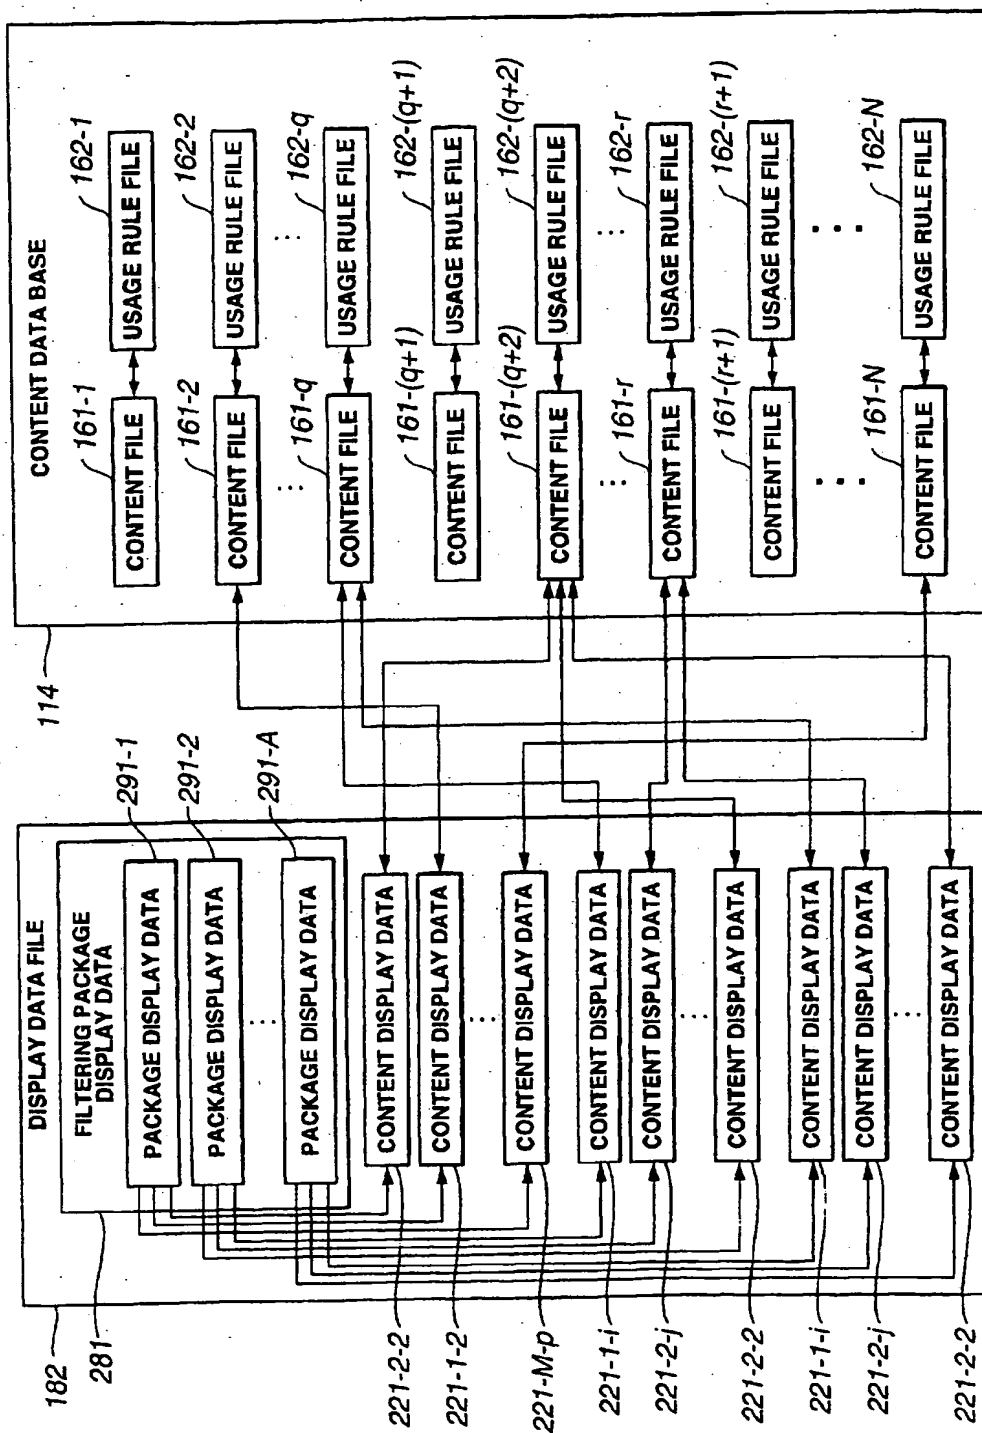 DISPLAY DATA FILE
FILTERING PACKAGE
DISPLAY DATA
PACKAGE DISPLAY DATA
PACKAGE DISPLAY DATA
...
PACKAGE DISPLAY DATA
CONTENT DISPLAY DATA
CONTENT DISPLAY DATA
...
CONTENT DISPLAY DATA
CONTENT DISPLAY DATA
CONTENT DISPLAY DATA
...
CONTENT DISPLAY DATA
CONTENT DISPLAY DATA
CONTENT DISPLAY DATA
...
CONTENT DISPLAY DATA
182
281
221-2-2
221-1-2
221-M-p
221-1-i
221-2-j
221-2-2
221-1-i
221-2-j
221-2-2
291-1
291-2
291-A
114
CONTENT DATA BASE
161-1
CONTENT FILE
162-1
USAGE RULE FILE
161-2
CONTENT FILE
162-2
USAGE RULE FILE
...
...
161-q
CONTENT FILE
162-q
USAGE RULE FILE
161-(q+1)
CONTENT FILE
162-(q+1)
USAGE RULE FILE
161-(q+2)
CONTENT FILE
162-(q+2)
USAGE RULE FILE
...
...
161-r
CONTENT FILE
162-r
USAGE RULE FILE
161-(r+1)
CONTENT FILE
162-(r+1)
USAGE RULE FILE
...
...
161-N
CONTENT FILE
162-N
USAGE RULE FILE